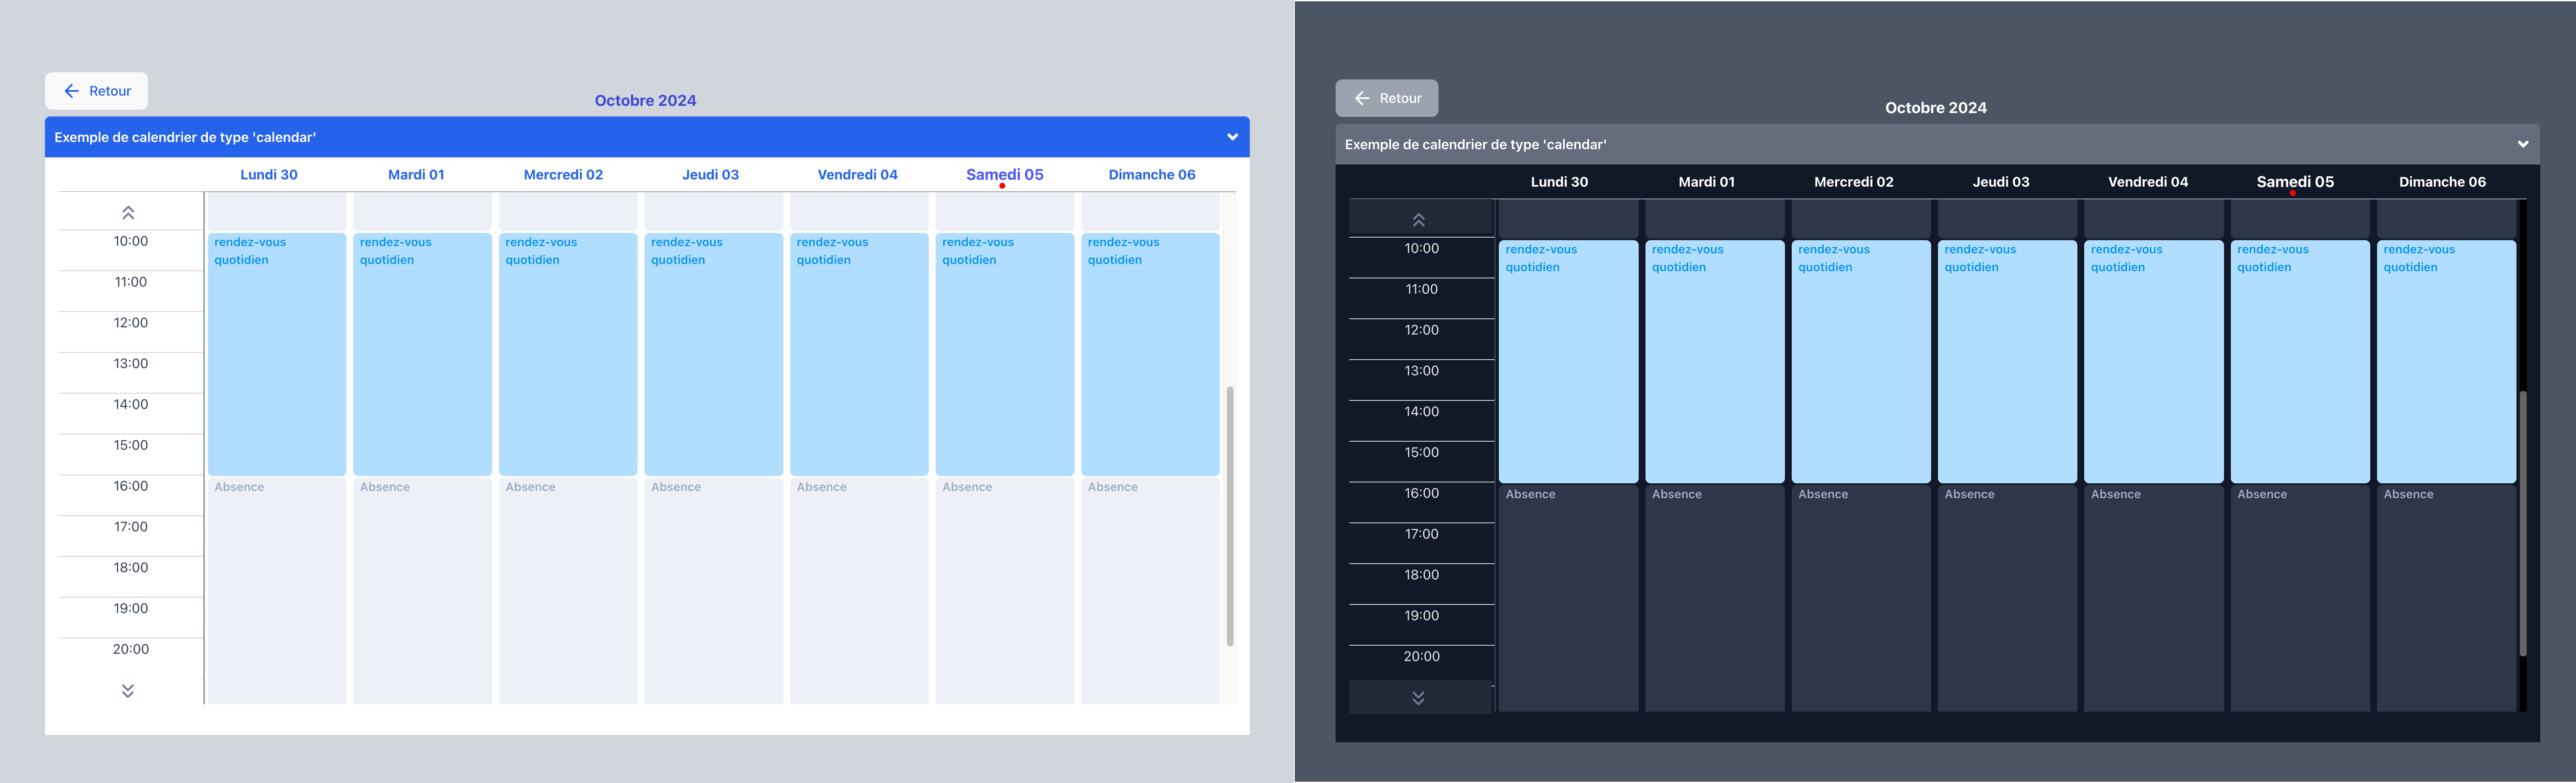 Retour
Octobre 2024
Exemple de calendrier de type 'calendar'
Lundi 30 Mardi 01 Mercredi 02 Jeudi 03 Vendredi 04 Samedi 05 Dimanche 06
10:00 rendez-vous rendez-vous rendez-vous rendez-vous rendez-vous rendez-vous rendez-vous
quotidien quotidien quotidien quotidien quotidien quotidien quotidien
11:00
12:00
13:00
14:00
15:00
16:00 Absence Absence Absence Absence Absence Absence Absence
17:00
18:00
19:00
20:00
Retour
Octobre 2024
Exemple de calendrier de type 'calendar'
Lundi 30 Mardi 01 Mercredi 02 Jeudi 03 Vendredi 04 Samedi 05 Dimanche 06
10:00 rendez-vous rendez-vous rendez-vous rendez-vous rendez-vous rendez-vous rendez-vous
quotidien quotidien quotidien quotidien quotidien quotidien quotidien
11:00
12:00
13:00
14:00
15:00
16:00 Absence Absence Absence Absence Absence Absence Absence
17:00
18:00
19:00
20:00